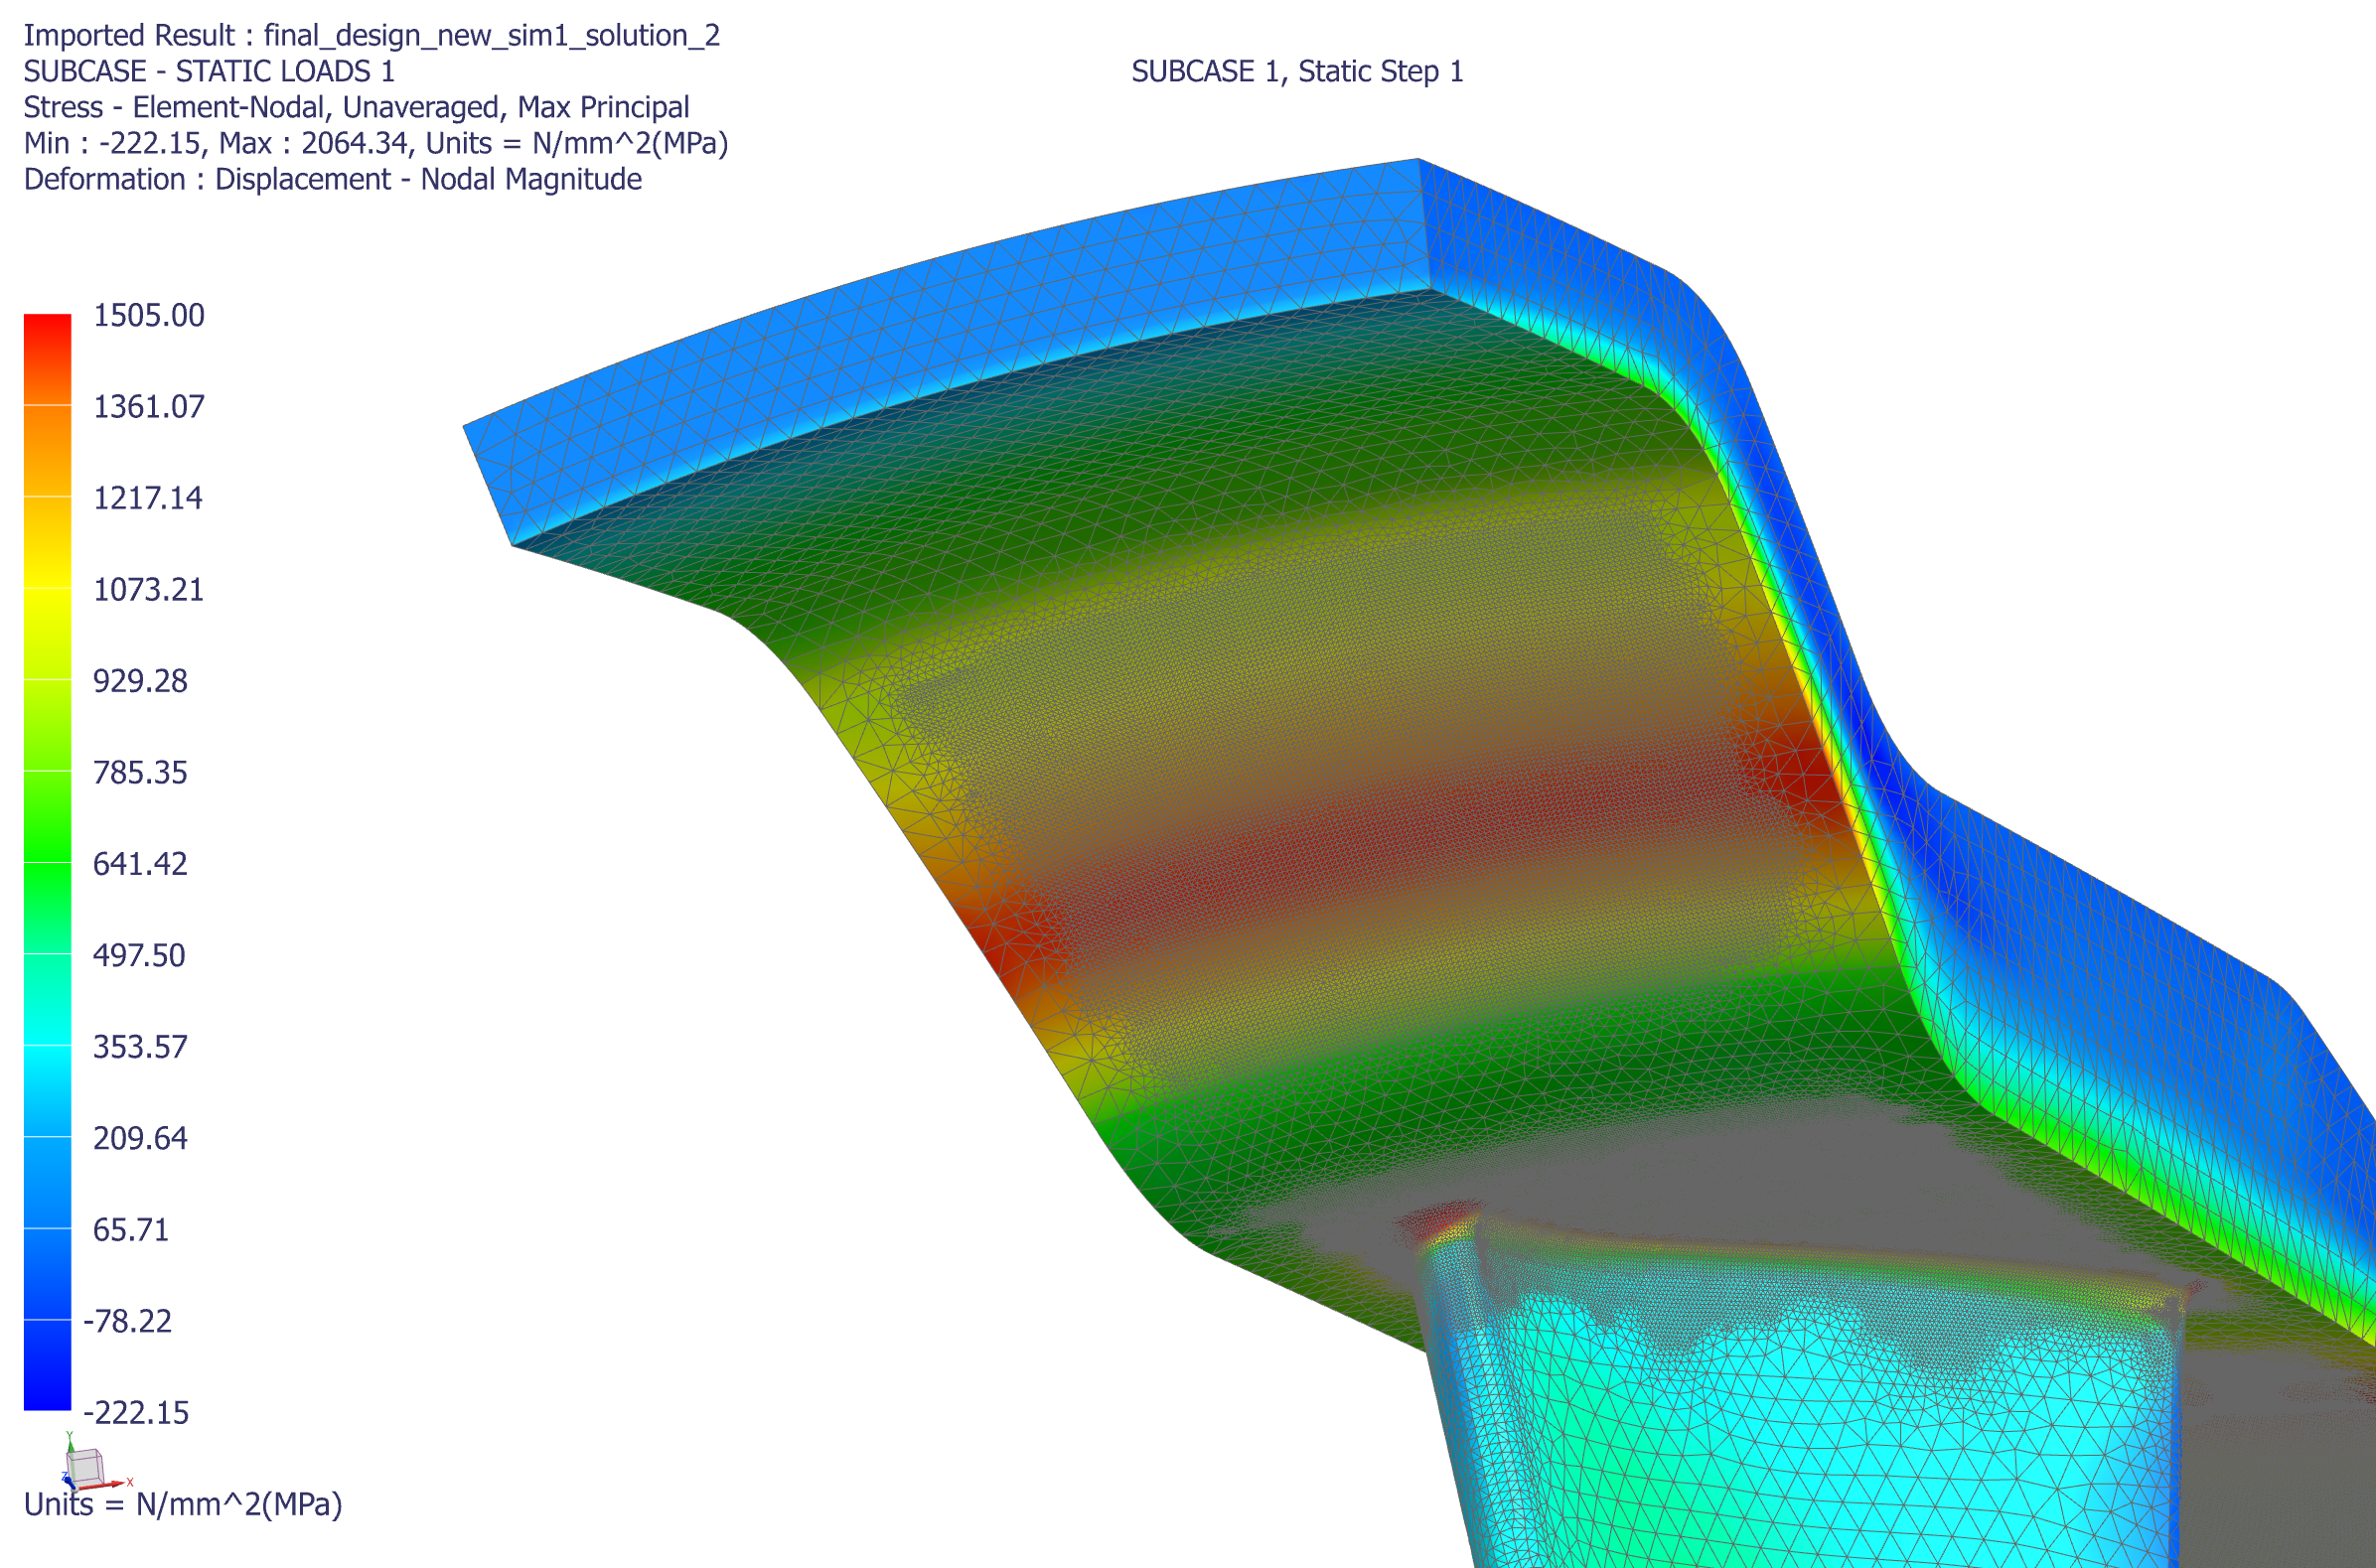 Imported Result : final_design_new_sim1_solution_2
SUBCASE - STATIC LOADS 1
SUBCASE 1, Static Step 1
Stress - Element-Nodal, Unaveraged, Max Principal
Min : -222.15, Max : 2064.34, Units = N/mm^2(MPa)
Deformation : Displacement - Nodal Magnitude
1505.00
1361.07
1217.14
1073.21
929.28
785.35
641.42
497.50
353.57
209.64
65.71
-78.22
-222.15
Y
Z
X
Units = N/mm^2(MPa)